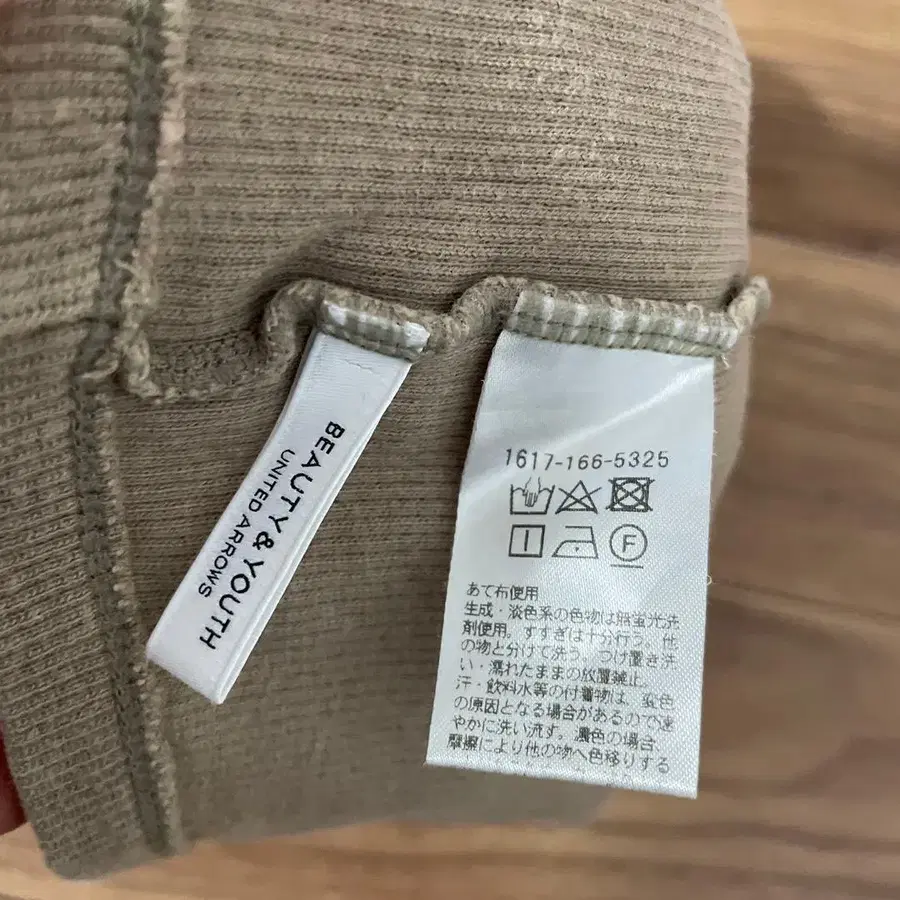 BEAUTY & YOUTH
UNITED ARROWS
1617-166-5325
F
あて布使用
生成・淡色系の色物は無蛍光洗
剤使用。すすぎは十分行い、他
の物と分けて洗う。つけ置き洗
い・濡れたままの放置禁止。
汗・飲料水等の付着物は、変色
の原因となる場合があるので速
やかに洗い流す。濃色の場合、
摩擦により他の物へ色移りする